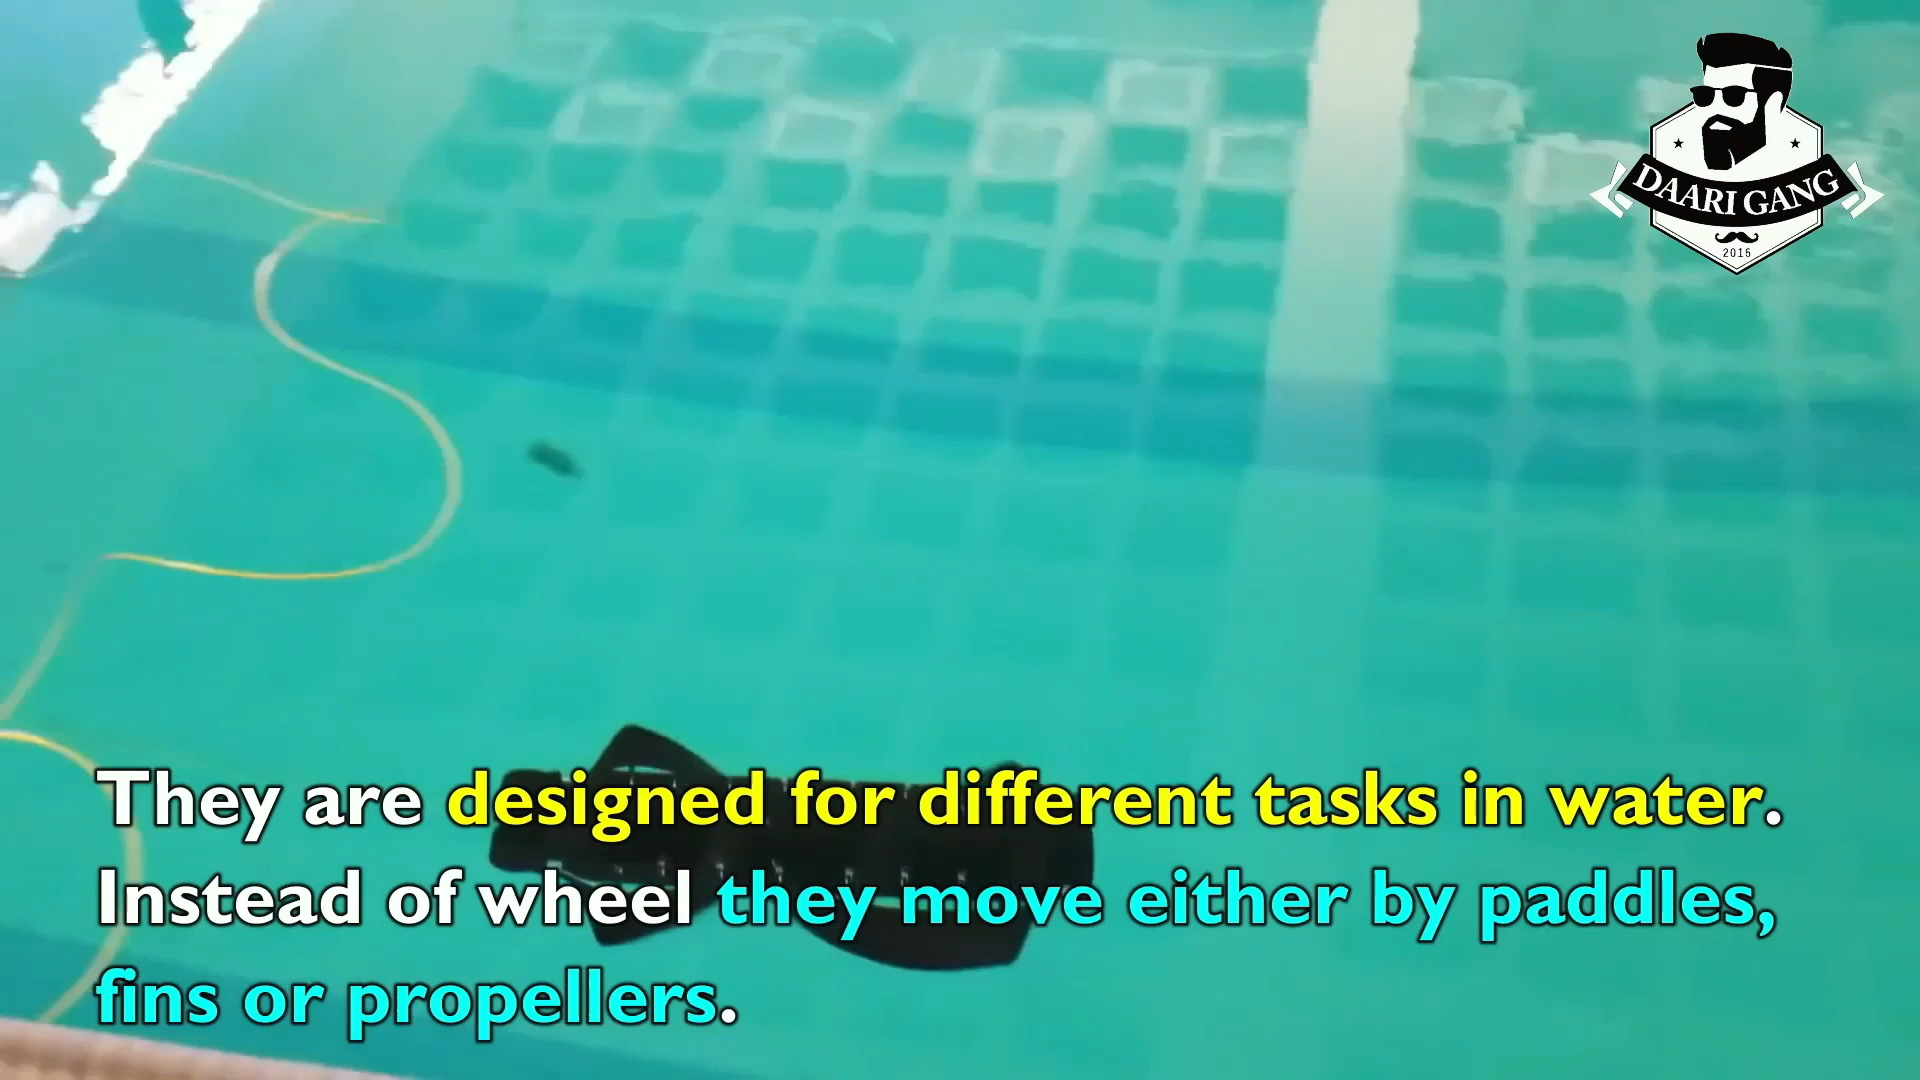 DAARI GANG
2016
They are designed for different tasks in water.
Instead of wheel they move either by paddles,
fins or propellers.